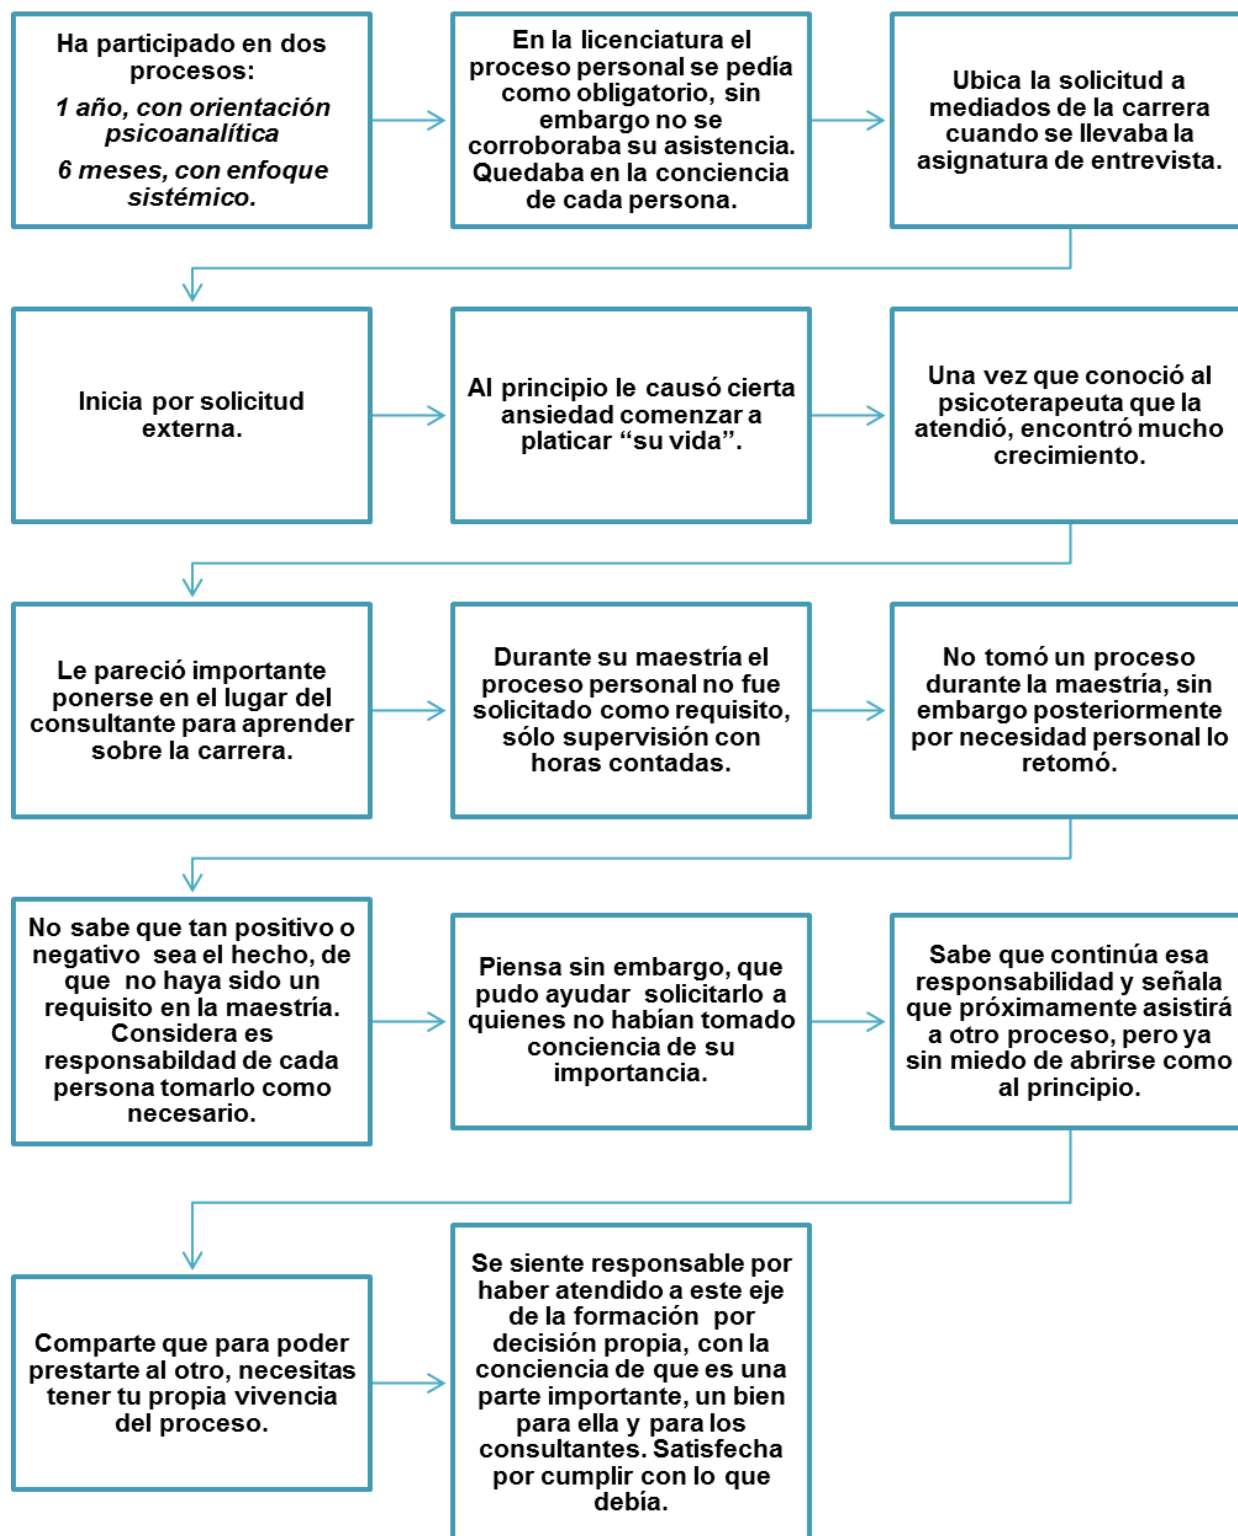 Ha participado en dos
procesos:
1 año, con orientación
psicoanalítica
6 meses, con enfoque
sistémico.
En la licenciatura el
proceso personal se pedía
como obligatorio, sin
embargo no se
corroboraba su asistencia.
Quedaba en la conciencia
de cada persona.
Ubica la solicitud a
mediados de la carrera
cuando se llevaba la
asignatura de entrevista.
Inicia por solicitud
externa.
Al principio le causó cierta
ansiedad comenzar a
platicar “su vida”.
Una vez que conoció al
psicoterapeuta que la
atendió, encontró mucho
crecimiento.
Le pareció importante
ponerse en el lugar del
consultante para aprender
sobre la carrera.
Durante su maestría el
proceso personal no fue
solicitado como requisito,
sólo supervisión con
horas contadas.
No tomó un proceso
durante la maestría, sin
embargo posteriormente
por necesidad personal lo
retomó.
No sabe que tan positivo o
negativo sea el hecho, de
que no haya sido un
requisito en la maestría.
Considera es
responsabildad de cada
persona tomarlo como
necesario.
Piensa sin embargo, que
pudo ayudar solicitarlo a
quienes no habían tomado
conciencia de su
importancia.
Sabe que continúa esa
responsabilidad y señala
que próximamente asistirá
a otro proceso, pero ya
sin miedo de abrirse como
al principio.
Comparte que para poder
prestarte al otro, necesitas
tener tu propia vivencia
del proceso.
Se siente responsable por
haber atendido a este eje
de la formación por
decisión propia, con la
conciencia de que es una
parte importante, un bien
para ella y para los
consultantes. Satisfecha
por cumplir con lo que
debía.